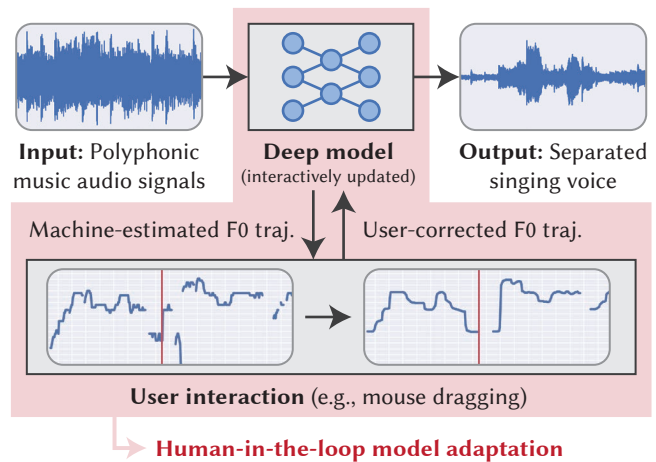 Input: Polyphonic
music audio signals
Deep model
(interactively updated)
Output: Separated
singing voice
Machine-estimated F0 traj.
User-corrected F0 traj.
User interaction (e.g., mouse dragging)
Human-in-the-loop model adaptation